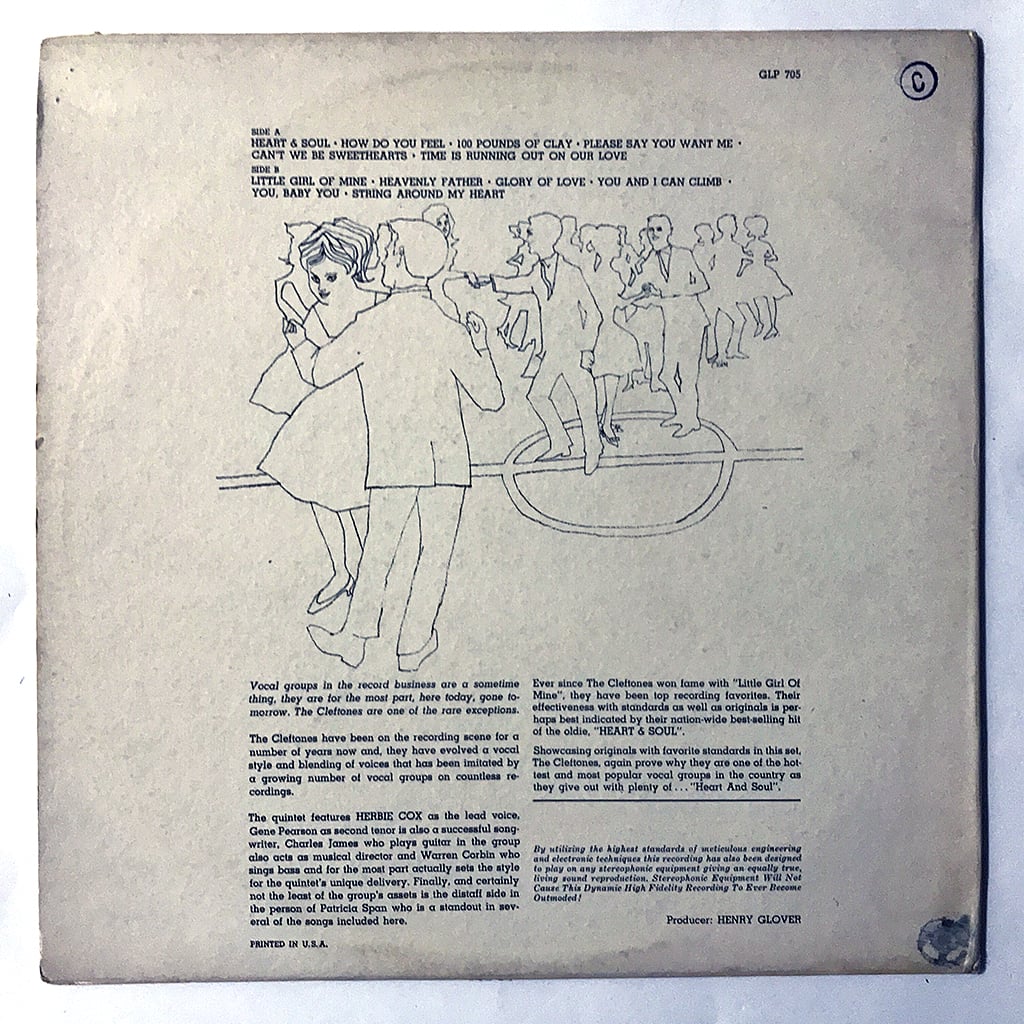 GLP 705
C
SIDE A
HEART & SOUL • HOW DO YOU FEEL • 100 POUNDS OF CLAY • PLEASE SAY YOU WANT ME •
CAN'T WE BE SWEETHEARTS • TIME IS RUNNING OUT ON OUR LOVE
SIDE B
LITTLE GIRL OF MINE • HEAVENLY FATHER • GLORY OF LOVE • YOU AND I CAN CLIMB •
YOU, BABY YOU • STRING AROUND MY HEART
Vocal groups in the record business are a sometime
thing, they are for the most part, here today, gone to-
morrow. The Cleftones are one of the rare exceptions.
The Cleftones have been on the recording scene for a
number of years now and, they have evolved a vocal
style and blending of voices that has been imitated by
a growing number of vocal groups on countless re-
cordings.
The quintet features HERBIE COX as the lead voice,
Gene Pearson as second tenor is also a successful song-
writer, Charles James who plays guitar in the group
also acts as musical director and Warren Corbin who
sings bass and for the most part actually sets the style
for the quintet's unique delivery. Finally, and certainly
not the least of the group's assets is the distaff side in
the person of Patricia Span who is a standout in sev-
eral of the songs included here.
PRINTED IN U.S.A.
Ever since The Cleftones won fame with "Little Girl Of
Mine", they have been top recording favorites. Their
effectiveness with standards as well as originals is per-
haps best indicated by their nation-wide best-selling hit
of the oldie, "HEART & SOUL".
Showcasing originals with favorite standards in this set,
The Cleftones, again prove why they are one of the hot-
test and most popular vocal groups in the country as
they give out with plenty of . . . "Heart And Soul".
By utilizing the highest standards of meticulous engineering
and electronic techniques this recording has also been designed
to play on any stereophonic equipment giving an equally true,
living sound reproduction. Stereophonic Equipment Will Not
Cause This Dynamic High Fidelity Recording To Ever Become
Outmoded!
Producer: HENRY GLOVER